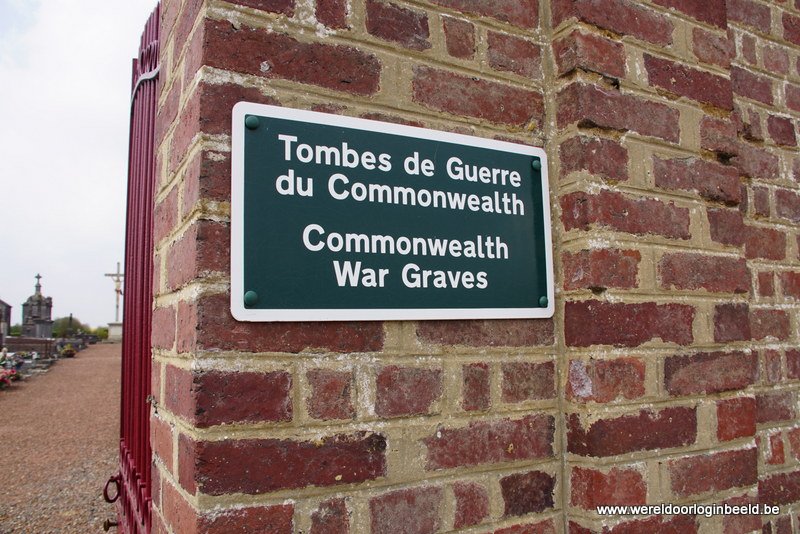 Tombes de Guerre
du Commonwealth
Commonwealth
War Graves
www.wereldoorloginbeeld.be